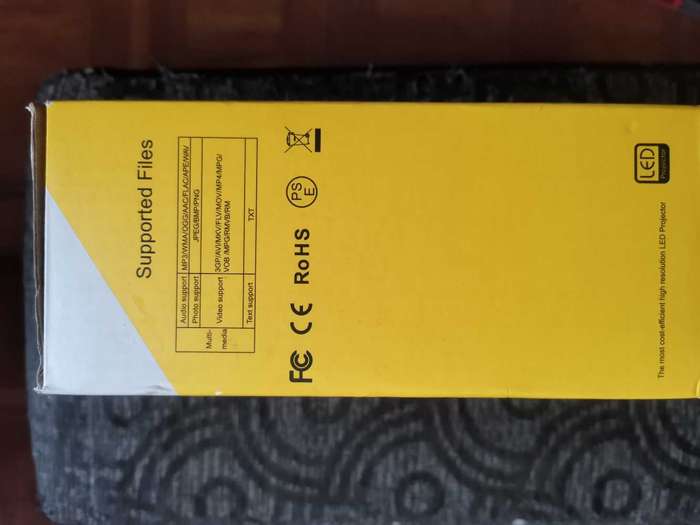 Supported Files
Multi-
media
Audio support MP3/WMA/OGG/AAC/FLAC/APE/WAV
Photo support JPEG/BMP/PNG
Video support 3GP/AVI/MKV/FLV/MOV/MP4/MPG/
VOB /MPG/RM/VB/RM
Text support TXT
FC CE RoHS PS
E
LED
Projector
The most cost-efficient high resolution LED Projector